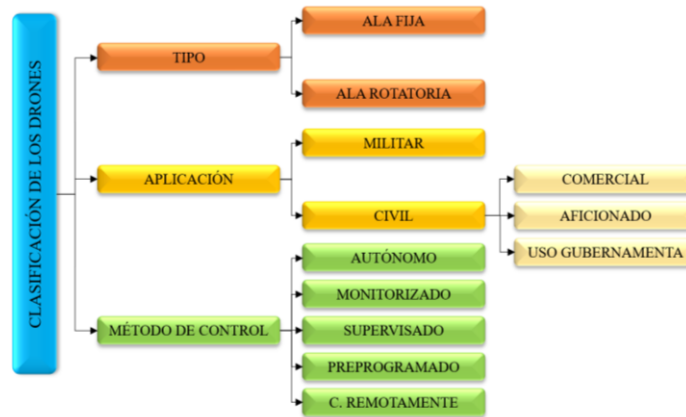 CLASIFICACIÓN DE LOS DRONES
TIPO
ALA FIJA
ALA ROTATORIA
APLICACIÓN
MILITAR
CIVIL
COMERCIAL
AFICIONADO
USO GUBERNAMENTA
MÉTODO DE CONTROL
AUTÓNOMO
MONITORIZADO
SUPERVISADO
PREPROGRAMADO
C. REMOTAMENTE